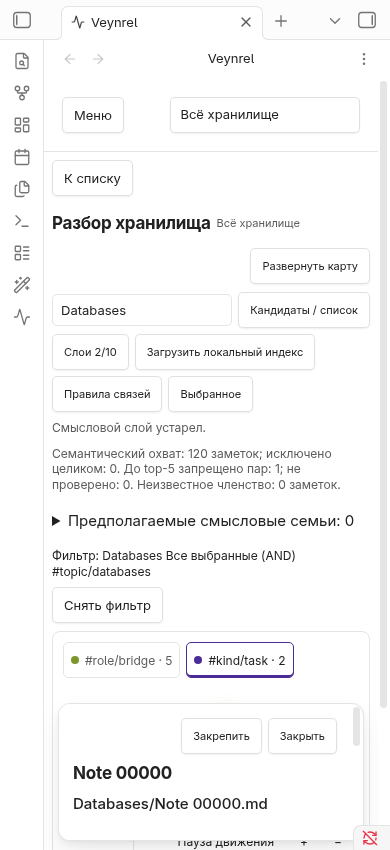 Veynrel
Veynrel
Меню
Всё хранилище
К списку
Разбор хранилища Всё хранилище
Развернуть карту
Databases
Кандидаты / список
Слои 2/10
Загрузить локальный индекс
Правила связей
Выбранное
Смысловой слой устарел.
Семантический охват: 120 заметок; исключено
целиком: 0. До top-5 запрещено пар: 1; не
проверено: 0. Неизвестное членство: 0 заметок.
Предполагаемые смысловые семьи: 0
Фильтр: Databases Все выбранные (AND)
#topic/databases
Снять фильтр
#role/bridge · 5
#kind/task · 2
Закрепить
Закрыть
Note 00000
Databases/Note 00000.md
Пауза движения + −